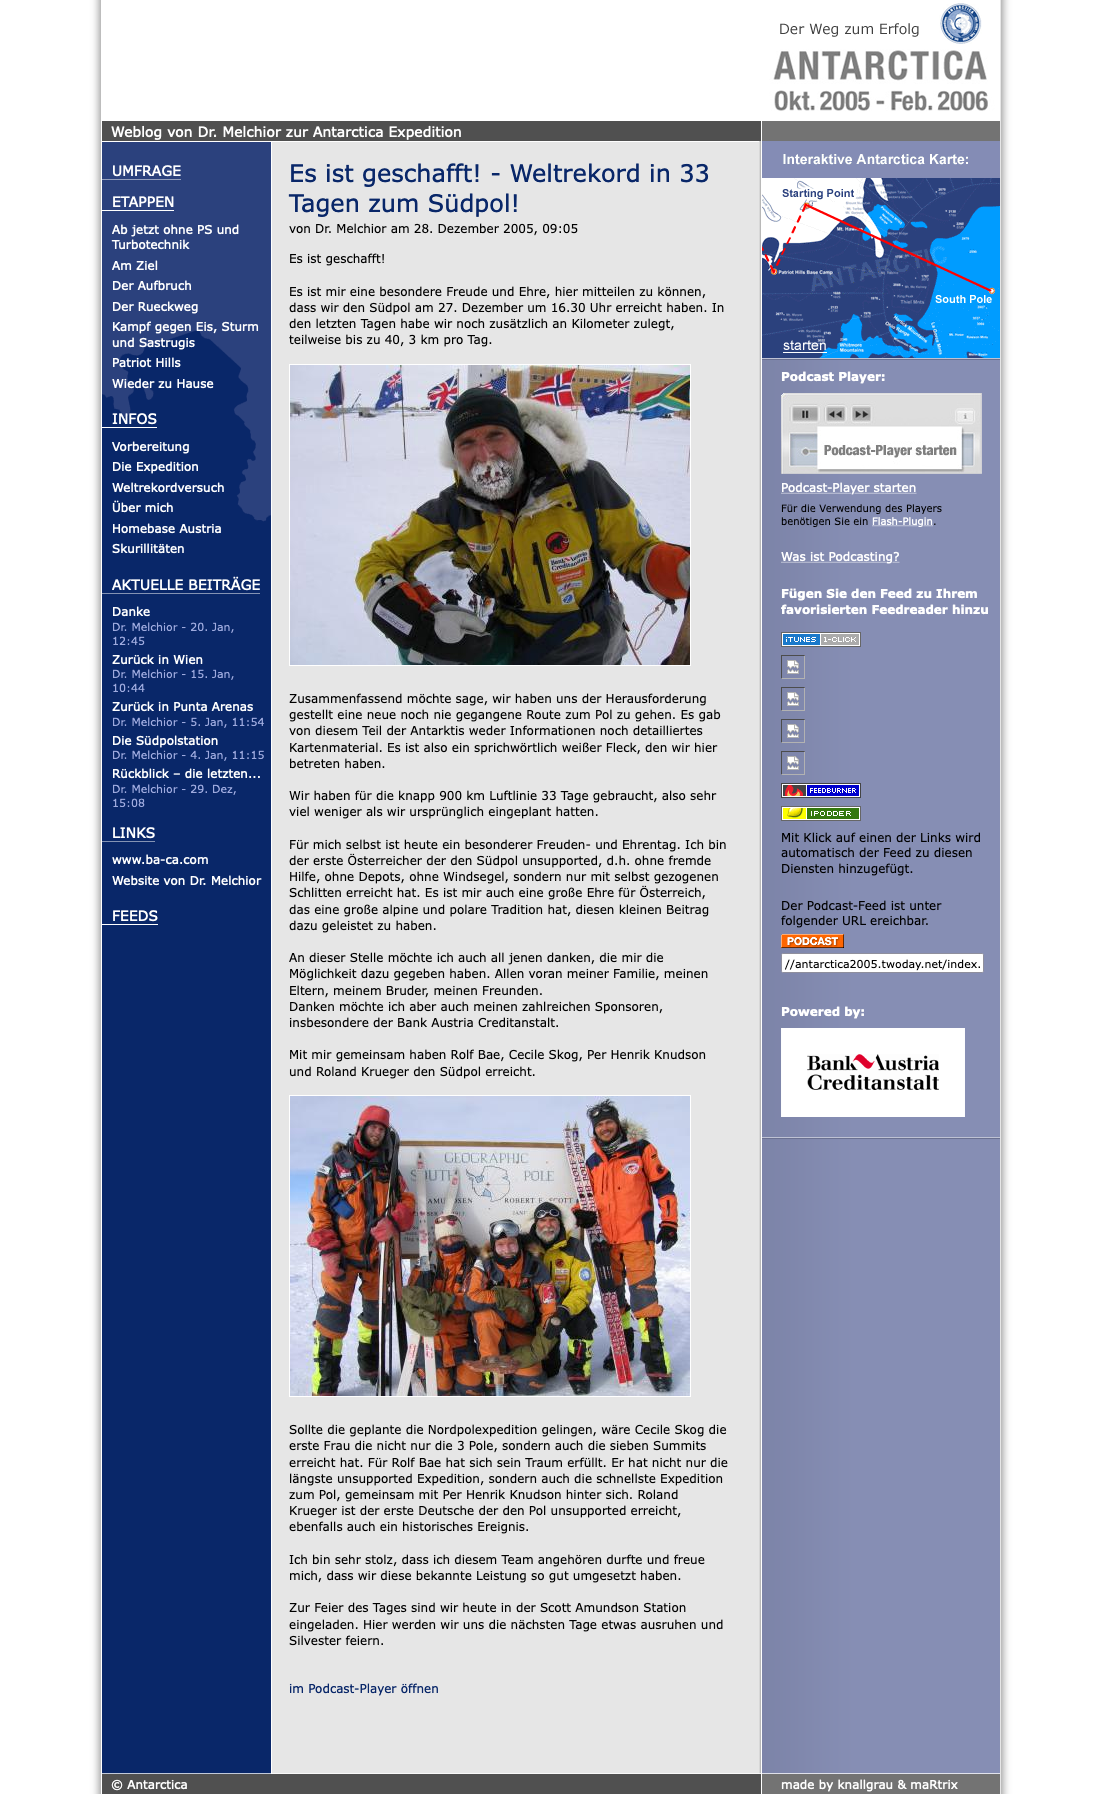 Der Weg zum Erfolg
ANTARCTICA
Okt. 2005 - Feb. 2006
Weblog von Dr. Melchior zur Antarctica Expedition
UMFRAGE
ETAPPEN
Ab jetzt ohne PS und
Turbotechnik
Am Ziel
Der Aufbruch
Der Rueckweg
Kampf gegen Eis, Sturm
und Sastrugis
Patriot Hills
Wieder zu Hause
INFOS
Vorbereitung
Die Expedition
Weltrekordversuch
Über mich
Homebase Austria
Skurillitäten
AKTUELLE BEITRÄGE
Danke
Dr. Melchior - 20. Jan,
12:45
Zurück in Wien
Dr. Melchior - 15. Jan,
10:44
Zurück in Punta Arenas
Dr. Melchior - 5. Jan, 11:54
Die Südpolstation
Dr. Melchior - 4. Jan, 11:15
Rückblick – die letzten...
Dr. Melchior - 29. Dez,
15:08
LINKS
www.ba-ca.com
Website von Dr. Melchior
FEEDS
Es ist geschafft! - Weltrekord in 33
Tagen zum Südpol!
von Dr. Melchior am 28. Dezember 2005, 09:05
Es ist geschafft!
Es ist mir eine besondere Freude und Ehre, hier mitteilen zu können,
dass wir den Südpol am 27. Dezember um 16.30 Uhr erreicht haben. In
den letzten Tagen habe wir noch zusätzlich an Kilometer zulegt,
teilweise bis zu 40, 3 km pro Tag.
Bank Austria
Creditanstalt
Zusammenfassend möchte sage, wir haben uns der Herausforderung
gestellt eine neue noch nie gegangene Route zum Pol zu gehen. Es gab
von diesem Teil der Antarktis weder Informationen noch detailliertes
Kartenmaterial. Es ist also ein sprichwörtlich weißer Fleck, den wir hier
betreten haben.
Wir haben für die knapp 900 km Luftlinie 33 Tage gebraucht, also sehr
viel weniger als wir ursprünglich eingeplant hatten.
Für mich selbst ist heute ein besonderer Freuden- und Ehrentag. Ich bin
der erste Österreicher der den Südpol unsupported, d.h. ohne fremde
Hilfe, ohne Depots, ohne Windsegel, sondern nur mit selbst gezogenen
Schlitten erreicht hat. Es ist mir auch eine große Ehre für Österreich,
das eine große alpine und polare Tradition hat, diesen kleinen Beitrag
dazu geleistet zu haben.
An dieser Stelle möchte ich auch all jenen danken, die mir die
Möglichkeit dazu gegeben haben. Allen voran meiner Familie, meinen
Eltern, meinem Bruder, meinen Freunden.
Danken möchte ich aber auch meinen zahlreichen Sponsoren,
insbesondere der Bank Austria Creditanstalt.
Mit mir gemeinsam haben Rolf Bae, Cecile Skog, Per Henrik Knudson
und Roland Krueger den Südpol erreicht.
GEOGRAPHIC
SOUTH POLE
ROBERT F. SCOTT
Sollte die geplante die Nordpolexpedition gelingen, wäre Cecile Skog die
erste Frau die nicht nur die 3 Pole, sondern auch die sieben Summits
erreicht hat. Für Rolf Bae hat sich sein Traum erfüllt. Er hat nicht nur die
längste unsupported Expedition, sondern auch die schnellste Expedition
zum Pol, gemeinsam mit Per Henrik Knudson hinter sich. Roland
Krueger ist der erste Deutsche der den Pol unsupported erreicht,
ebenfalls auch ein historisches Ereignis.
Ich bin sehr stolz, dass ich diesem Team angehören durfte und freue
mich, dass wir diese bekannte Leistung so gut umgesetzt haben.
Zur Feier des Tages sind wir heute in der Scott Amundson Station
eingeladen. Hier werden wir uns die nächsten Tage etwas ausruhen und
Silvester feiern.
im Podcast-Player öffnen
Interaktive Antarctica Karte:
Starting Point
ANTARCTIC
Patriot Hills Base Camp
South Pole
starten
Podcast Player:
Podcast-Player starten
Podcast-Player starten
Für die Verwendung des Players
benötigen Sie ein Flash-Plugin.
Was ist Podcasting?
Fügen Sie den Feed zu Ihrem
favorisierten Feedreader hinzu
iTUNES 1-CLICK
FEEDBURNER
IPODDER
Mit Klick auf einen der Links wird
automatisch der Feed zu diesen
Diensten hinzugefügt.
Der Podcast-Feed ist unter
folgender URL ereichbar.
PODCAST
//antarctica2005.twoday.net/index.
Powered by:
Bank Austria
Creditanstalt
© Antarctica
made by knallgrau & maRtrix